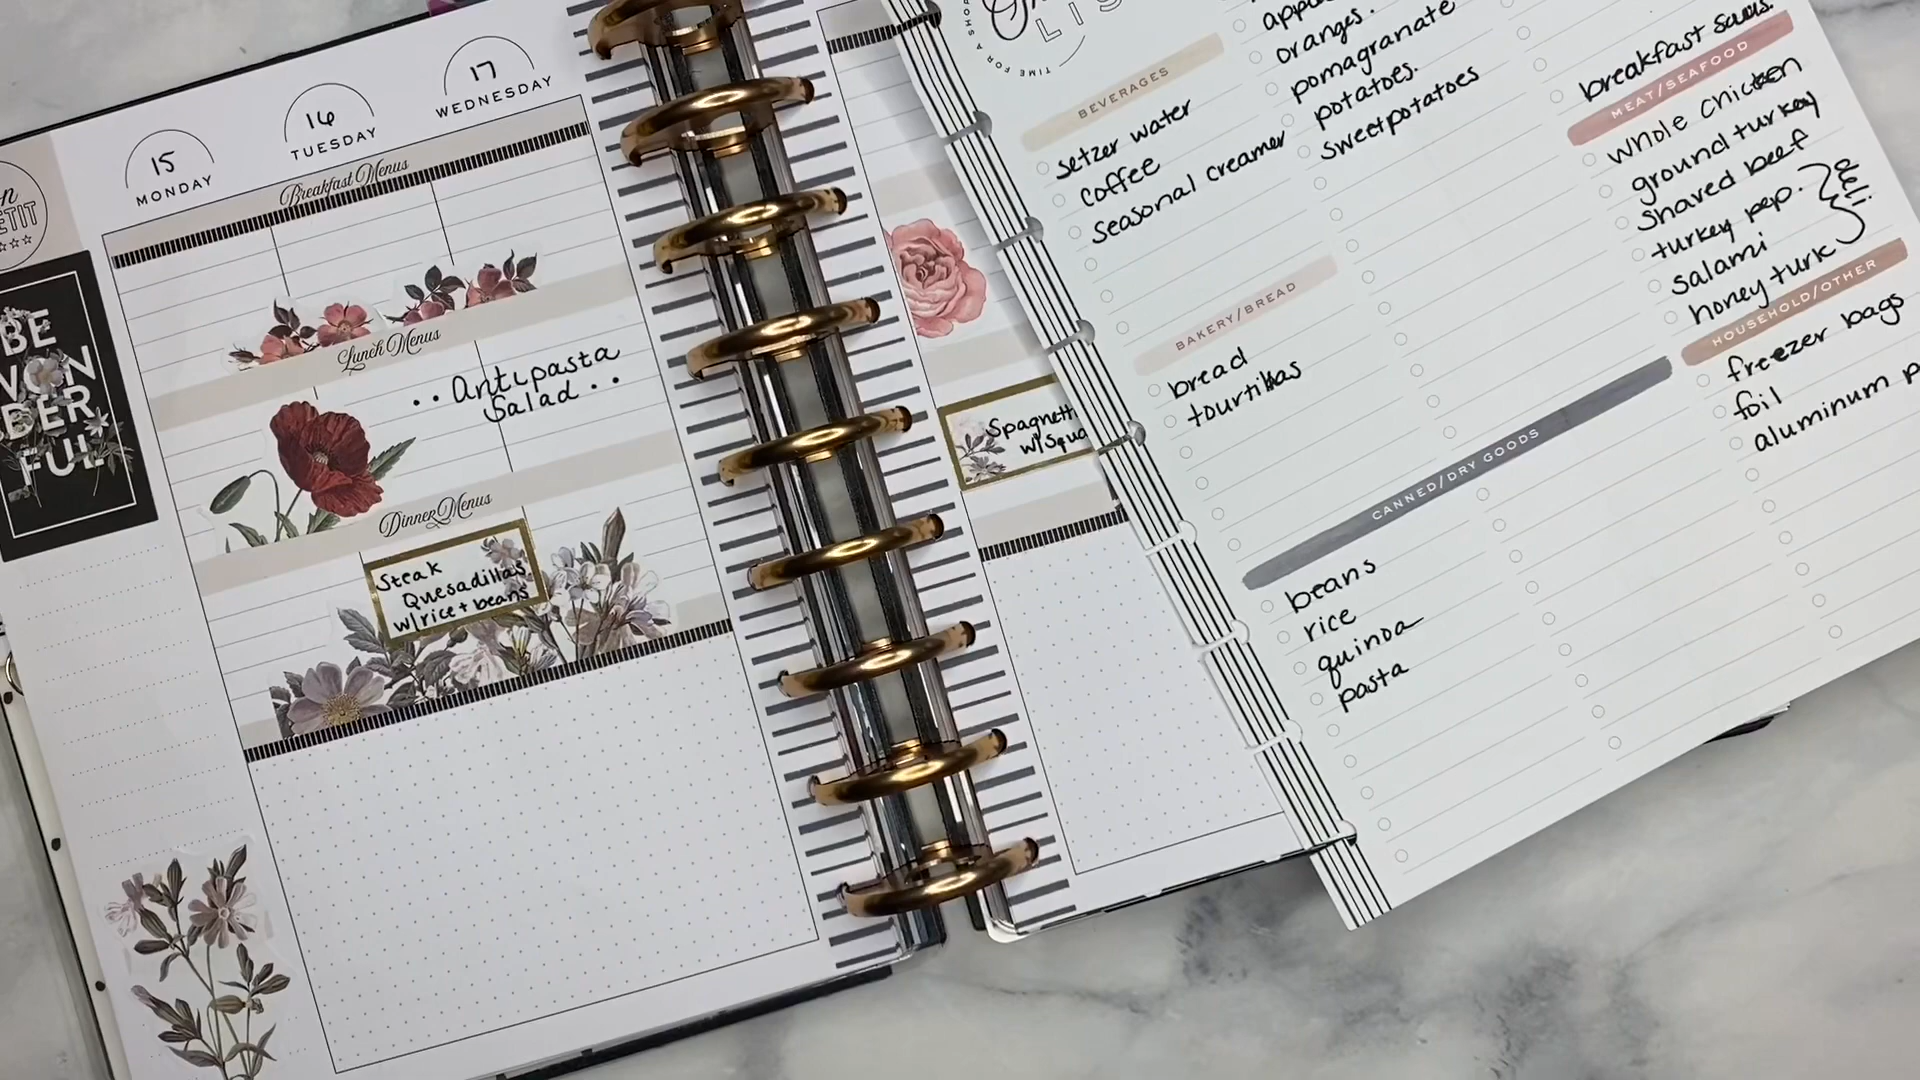 15
MONDAY
16
TUESDAY
17
WEDNESDAY
Breakfast Menus
BE
WON
DER
FUL
Lunch Menus
.. Antipasta
Salad ..
Dinner Menus
Steak
Quesadillas
w/rice + beans
Spaghetti
TIME FOR A SHOP
LIS
BEVERAGES
setzer water
coffee
seasonal creamer
oranges.
pomagranate
potatoes.
sweetpotatoes
BAKERY/BREAD
bread
tourtillas
CANNED/DRY GOODS
beans
rice
quinoa
pasta
breakfast saus.
MEAT/SEAFOOD
whole chicken
ground turkey
shaved beef
turkey pep.
salami
honey turk
deli!
HOUSEHOLD/OTHER
freezer bags
foil
aluminum p